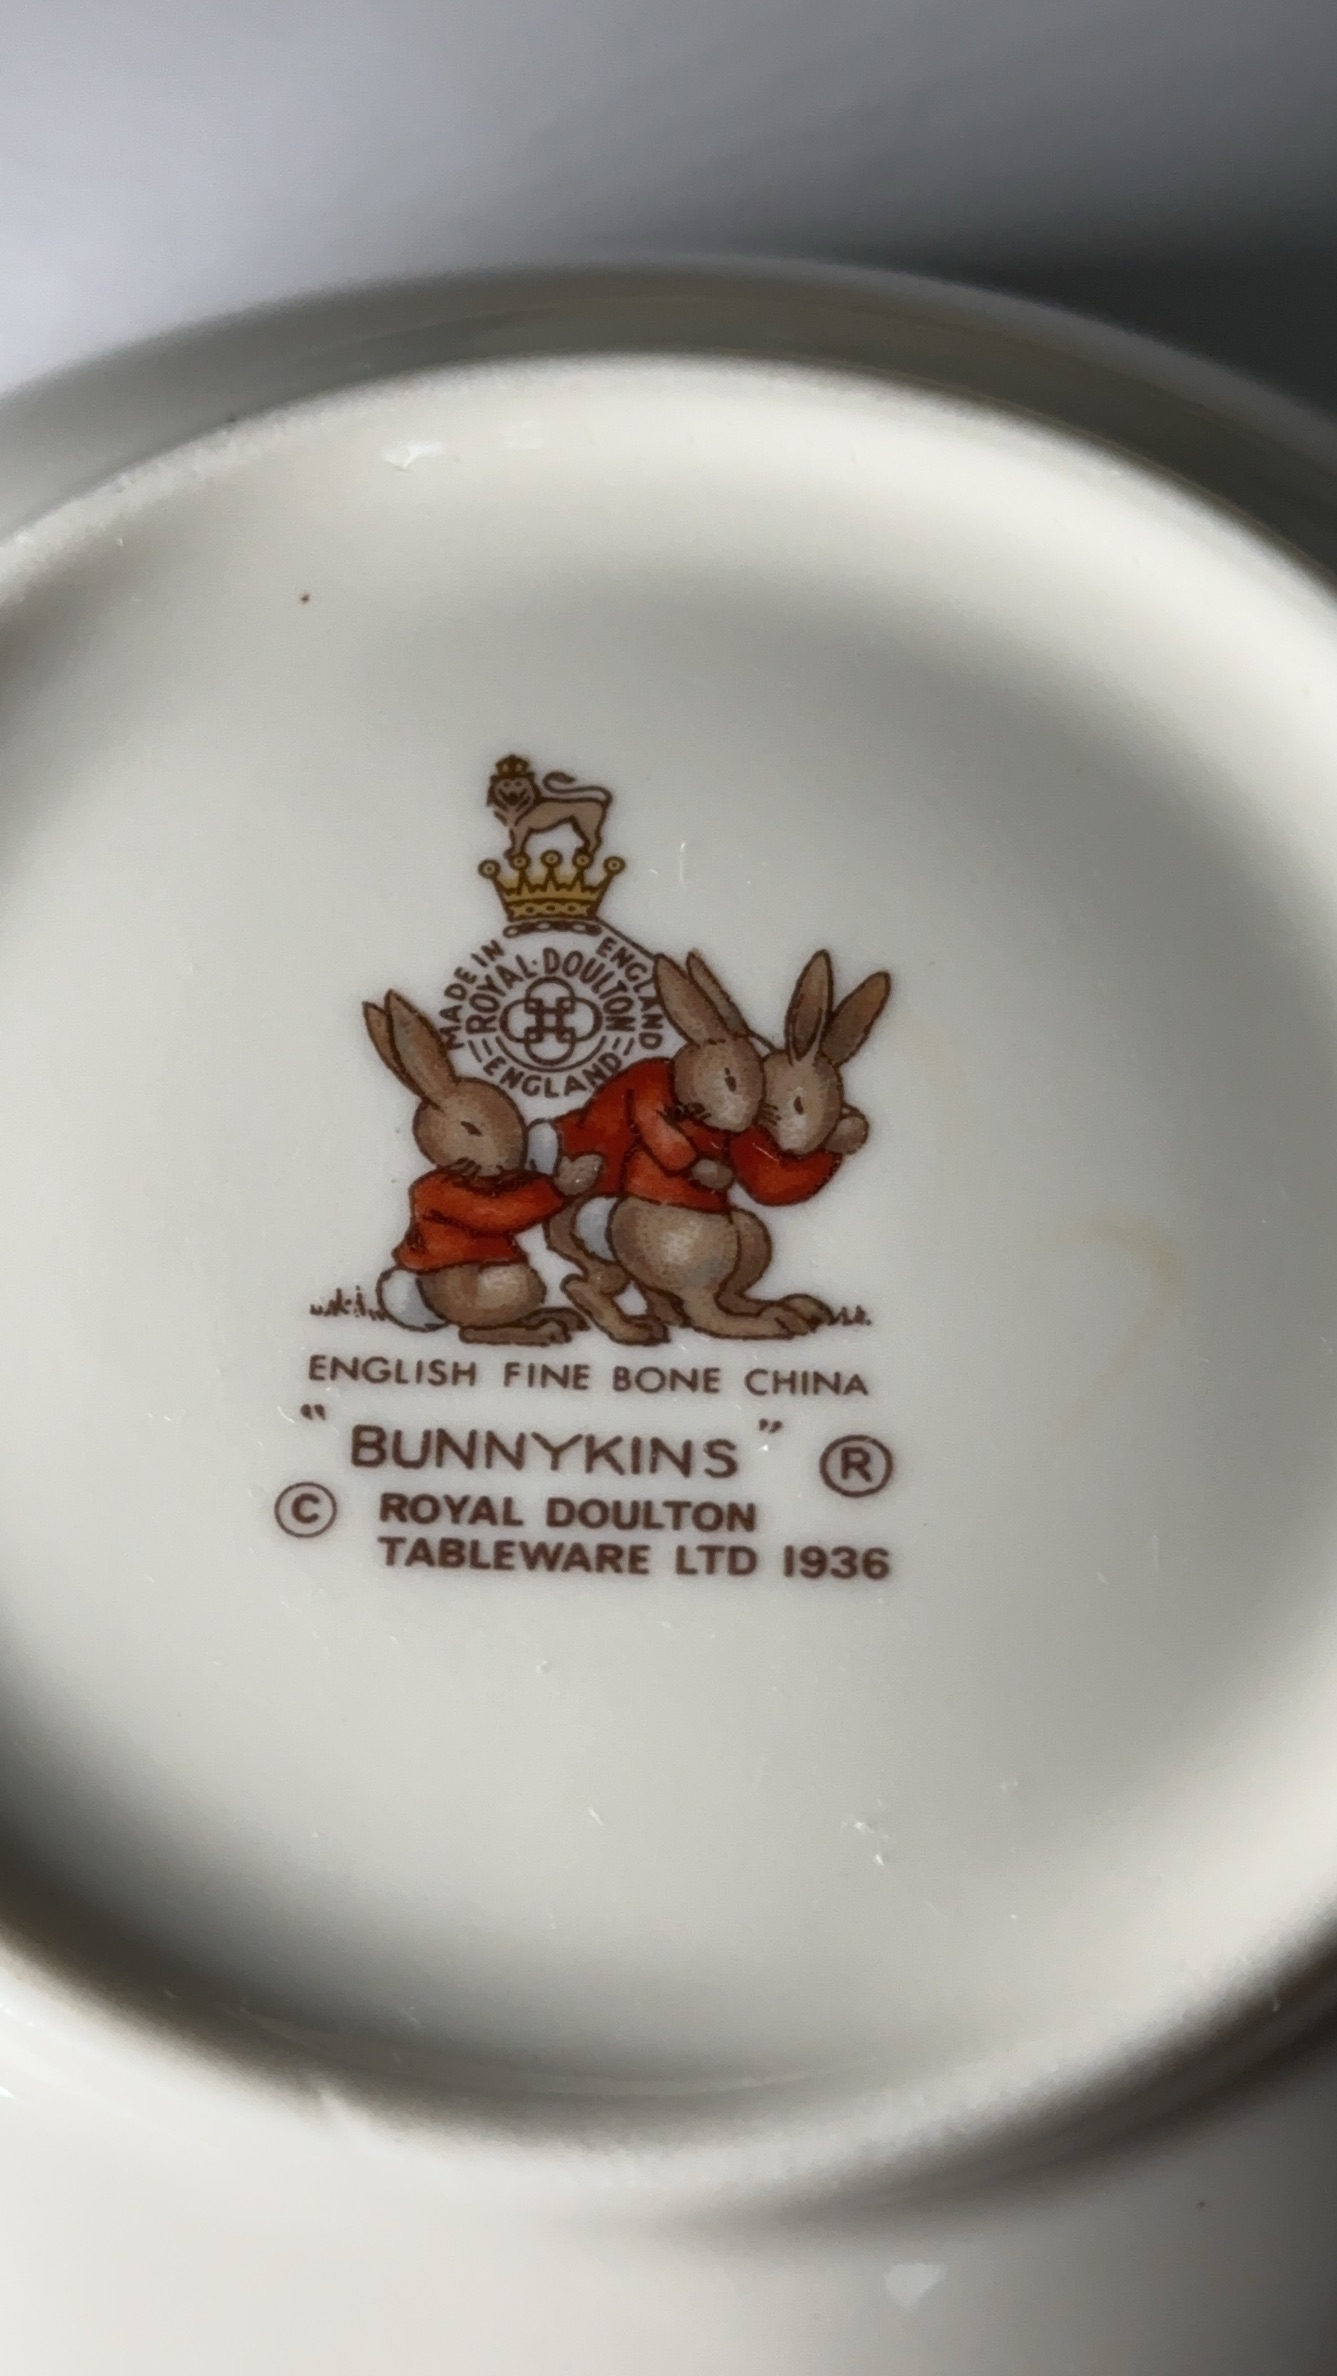 MADE IN ENGLAND
ROYAL·DOULTON
ENGLAND
ENGLISH FINE BONE CHINA
“BUNNYKINS” ®
© ROYAL DOULTON
TABLEWARE LTD 1936